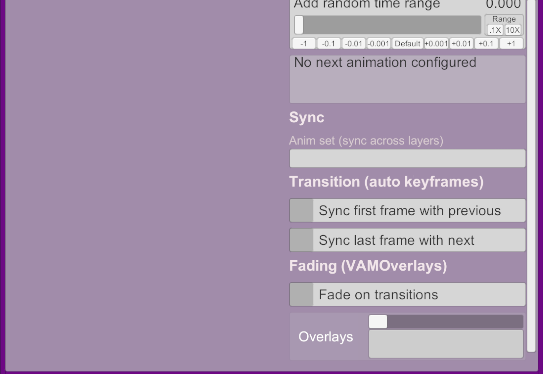 Add random time range 0.000
Range
.1X 10X
-1 -0.1 -0.01 -0.001 Default +0.001 +0.01 +0.1 +1
No next animation configured
Sync
Anim set (sync across layers)
Transition (auto keyframes)
Sync first frame with previous
Sync last frame with next
Fading (VAMOverlays)
Fade on transitions
Overlays